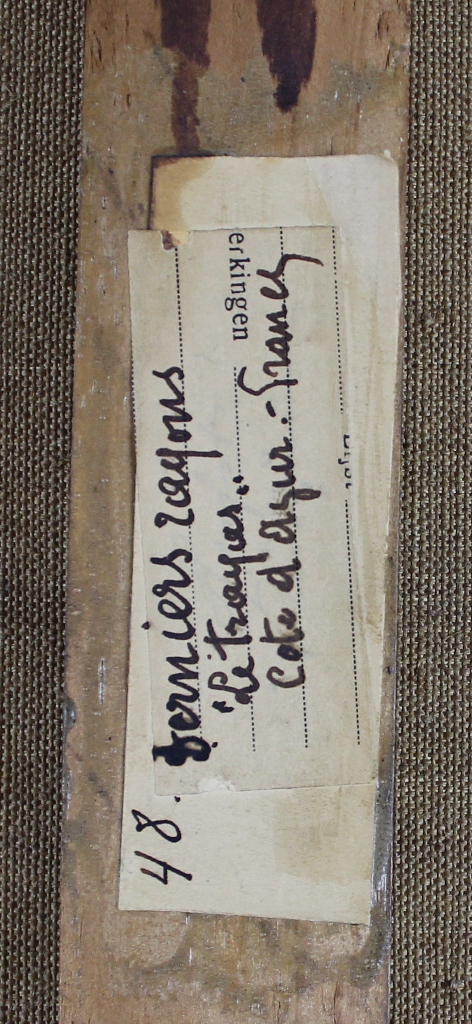 48. Derniers rayons
"Le trayas".
Cote d'Azur.- France
erkingen